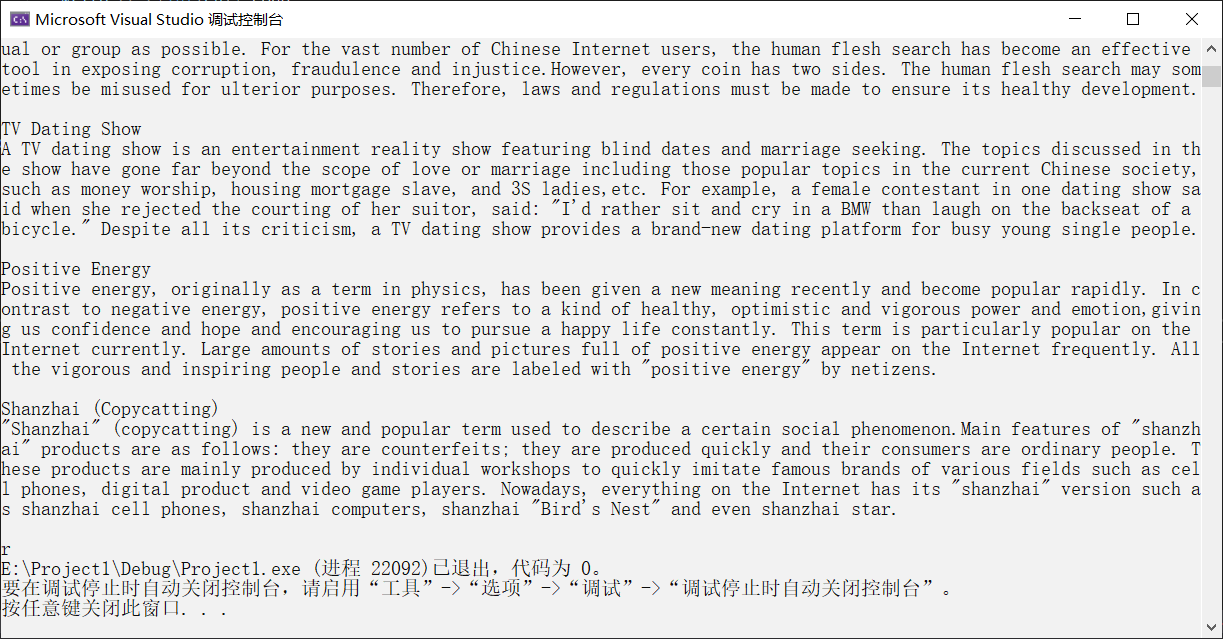 Microsoft Visual Studio 调试控制台
ual or group as possible. For the vast number of Chinese Internet users, the human flesh search has become an effective
tool in exposing corruption, fraudulence and injustice.However, every coin has two sides. The human flesh search may som
etimes be misused for ulterior purposes. Therefore, laws and regulations must be made to ensure its healthy development.
TV Dating Show
A TV dating show is an entertainment reality show featuring blind dates and marriage seeking. The topics discussed in th
e show have gone far beyond the scope of love or marriage including those popular topics in the current Chinese society,
such as money worship, housing mortgage slave, and 3S ladies,etc. For example, a female contestant in one dating show sa
id when she rejected the courting of her suitor, said: "I'd rather sit and cry in a BMW than laugh on the backseat of a
bicycle." Despite all its criticism, a TV dating show provides a brand-new dating platform for busy young single people.
Positive Energy
Positive energy, originally as a term in physics, has been given a new meaning recently and become popular rapidly. In c
ontrast to negative energy, positive energy refers to a kind of healthy, optimistic and vigorous power and emotion,givin
g us confidence and hope and encouraging us to pursue a happy life constantly. This term is particularly popular on the
Internet currently. Large amounts of stories and pictures full of positive energy appear on the Internet frequently. All
the vigorous and inspiring people and stories are labeled with "positive energy" by netizens.
Shanzhai (Copycatting)
"Shanzhai" (copycatting) is a new and popular term used to describe a certain social phenomenon.Main features of "shanzh
ai" products are as follows: they are counterfeits; they are produced quickly and their consumers are ordinary people. T
hese products are mainly produced by individual workshops to quickly imitate famous brands of various fields such as cel
l phones, digital product and video game players. Nowadays, everything on the Internet has its "shanzhai" version such a
s shanzhai cell phones, shanzhai computers, shanzhai "Bird's Nest" and even shanzhai star.
r
E:\Project1\Debug\Project1.exe (进程 22092)已退出，代码为 0。
要在调试停止时自动关闭控制台，请启用“工具”->“选项”->“调试”->“调试停止时自动关闭控制台”。
按任意键关闭此窗口. . .